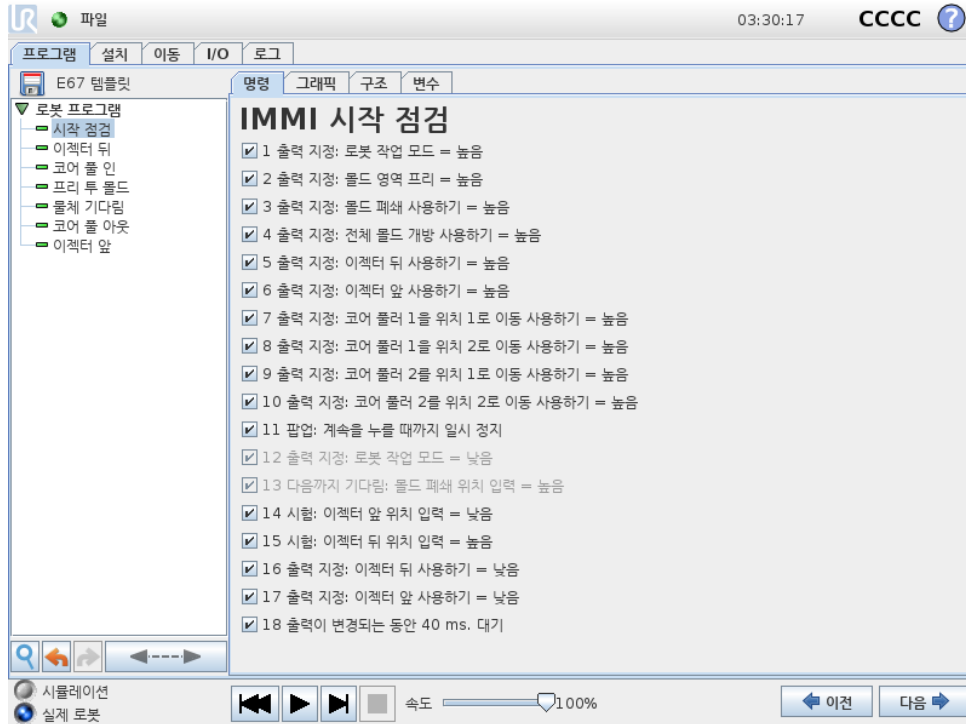 UR 파일 03:30:17 CCCC ?
프로그램 설치 이동 I/O 로그
E67 템플릿
명령 그래픽 구조 변수
로봇 프로그램
시작 점검
이젝터 뒤
코어 풀 인
프리 투 몰드
물체 기다림
코어 풀 아웃
이젝터 앞
IMMI 시작 점검
1 출력 지정: 로봇 작업 모드 = 높음
2 출력 지정: 몰드 영역 프리 = 높음
3 출력 지정: 몰드 폐쇄 사용하기 = 높음
4 출력 지정: 전체 몰드 개방 사용하기 = 높음
5 출력 지정: 이젝터 뒤 사용하기 = 높음
6 출력 지정: 이젝터 앞 사용하기 = 높음
7 출력 지정: 코어 풀러 1을 위치 1로 이동 사용하기 = 높음
8 출력 지정: 코어 풀러 1을 위치 2로 이동 사용하기 = 높음
9 출력 지정: 코어 풀러 2를 위치 1로 이동 사용하기 = 높음
10 출력 지정: 코어 풀러 2를 위치 2로 이동 사용하기 = 높음
11 팝업: 계속을 누를 때까지 일시 정지
12 출력 지정: 로봇 작업 모드 = 낮음
13 다음까지 기다림: 몰드 폐쇄 위치 입력 = 높음
14 시험: 이젝터 앞 위치 입력 = 낮음
15 시험: 이젝터 뒤 위치 입력 = 높음
16 출력 지정: 이젝터 뒤 사용하기 = 낮음
17 출력 지정: 이젝터 앞 사용하기 = 낮음
18 출력이 변경되는 동안 40 ms. 대기
시뮬레이션
실제 로봇
속도 100%
이전 다음